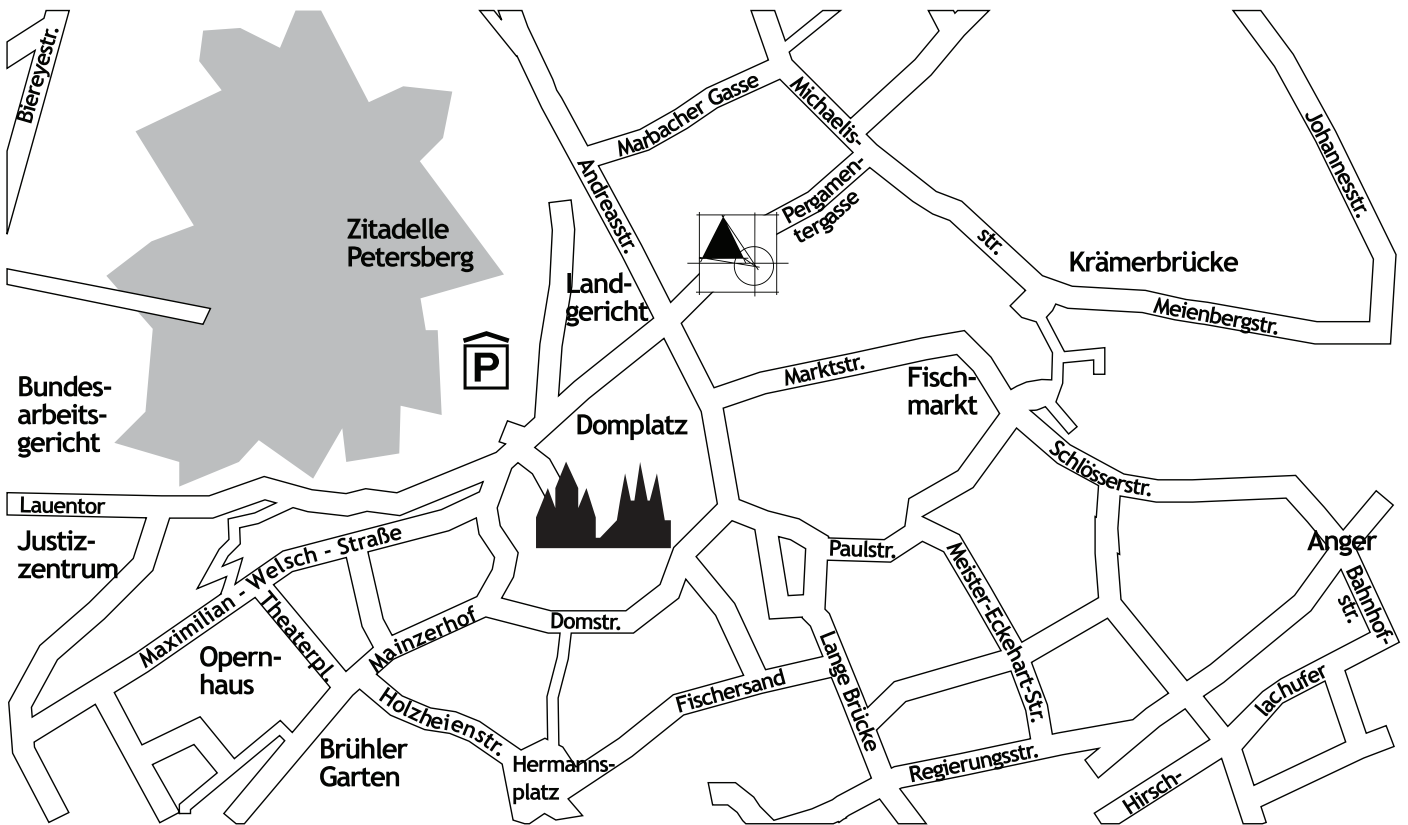 Biereyestr.
Marbacher Gasse
Michaelis-
str.
Johannesstr.
Andreasstr.
Pergamen-
tergasse
Zitadelle
Petersberg
Krämerbrücke
Land-
gericht
Meienbergstr.
P
Marktstr.
Fisch-
markt
Bundes-
arbeits-
gericht
Domplatz
Schlösserstr.
Lauentor
Justiz-
zentrum
Maximilian - Welsch - Straße
Paulstr.
Anger
Bahnhof-
str.
Meister-Eckehart-Str.
Theaterpl.
Mainzerhof
Domstr.
Opern-
haus
Lange Brücke
Fischersand
Holzheienstr.
lachufer
Brühler
Garten
Hermanns-
platz
Regierungsstr.
Hirsch-